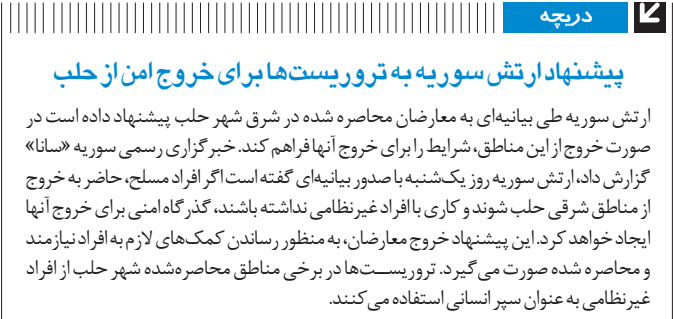 دریچه
پیشنهاد ارتش سوریه به تروریست‌ها برای خروج امن از حلب
ارتش سوریه طی بیانیه‌ای به معارضان محاصره شده در شرق شهر حلب پیشنهاد داده است در
صورت خروج از این مناطق، شرایط را برای خروج آنها فراهم کند. خبرگزاری رسمی سوریه «سانا»
گزارش داد، ارتش سوریه روز یک‌شنبه با صدور بیانیه‌ای گفته است اگر افراد مسلح، حاضر به خروج
از مناطق شرقی حلب شوند و کاری با افراد غیرنظامی نداشته باشند، گذرگاه امنی برای خروج آنها
ایجاد خواهد کرد. این پیشنهاد خروج معارضان، به منظور رساندن کمک‌های لازم به افراد نیازمند
و محاصره شده صورت می‌گیرد. تروریست‌ها در برخی مناطق محاصره‌شده شهر حلب از افراد
غیرنظامی به عنوان سپر انسانی استفاده می‌کنند.